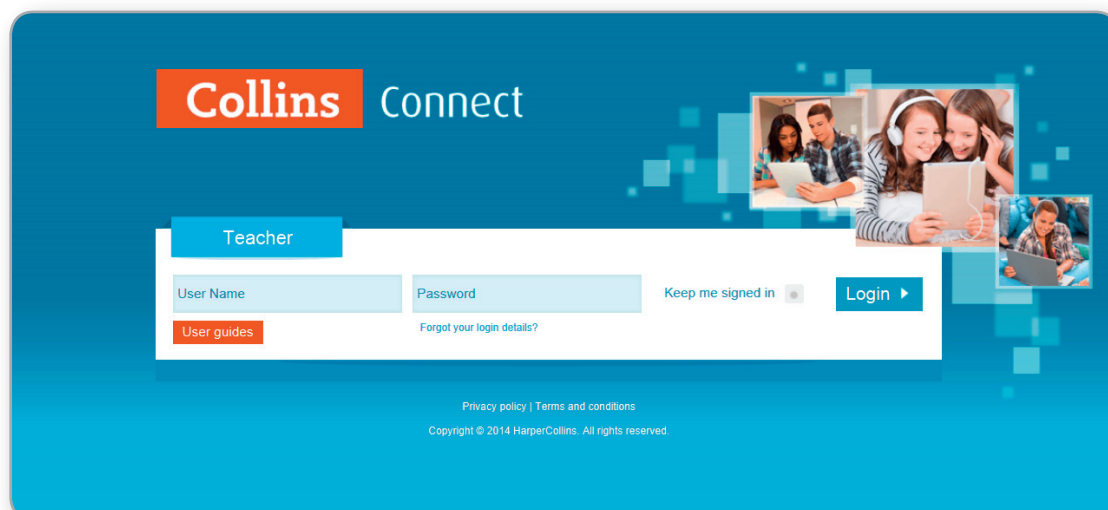 Collins Connect
Teacher
User Name Password Keep me signed in Login
User guides Forgot your login details?
Privacy policy | Terms and conditions
Copyright © 2014 HarperCollins. All rights reserved.